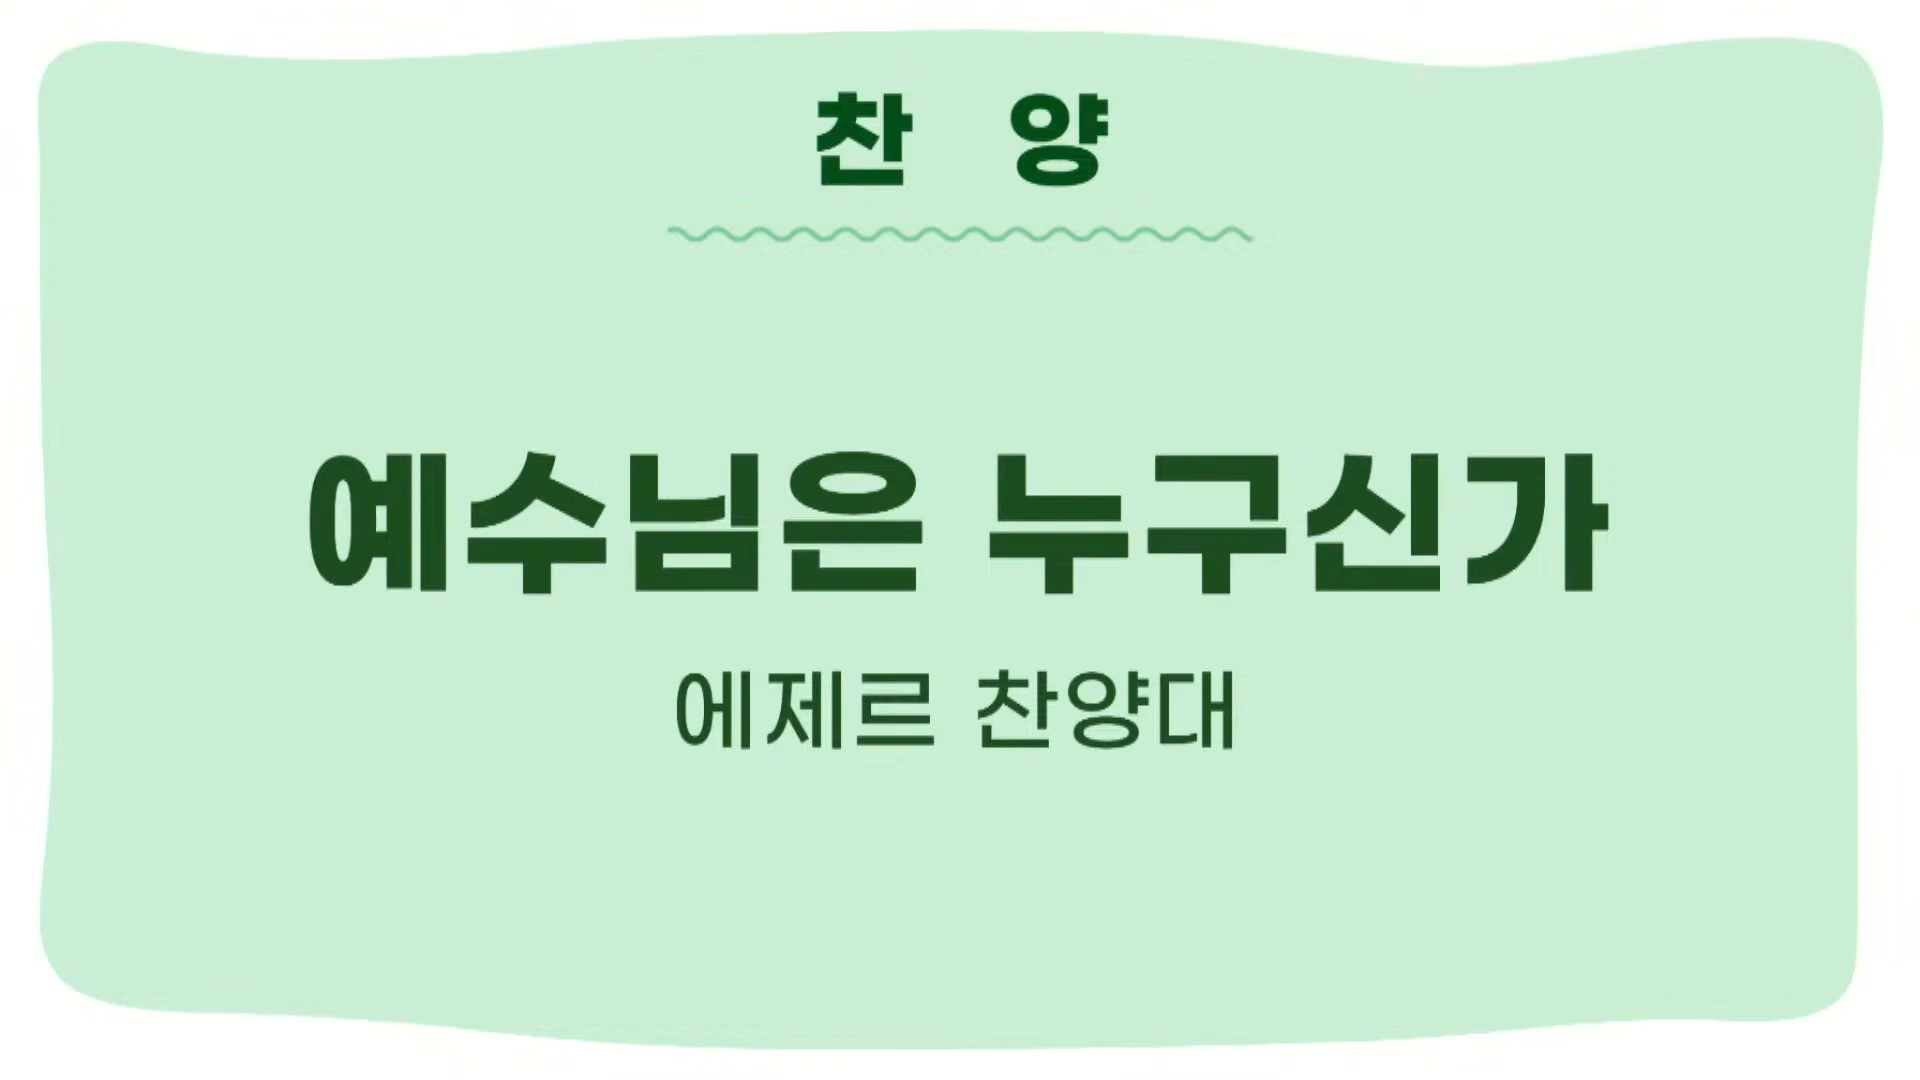 찬 양
예수님은 누구신가
에제르 찬양대